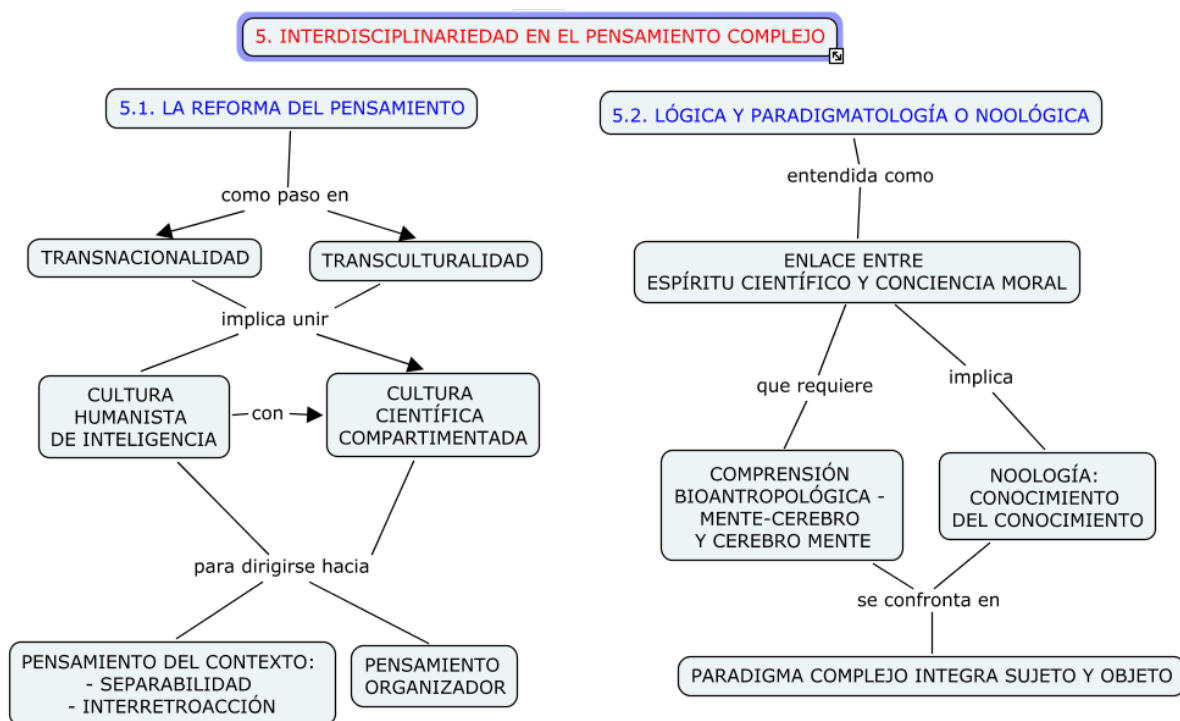 5. INTERDISCIPLINARIEDAD EN EL PENSAMIENTO COMPLEJO
5.1. LA REFORMA DEL PENSAMIENTO
como paso en
TRANSNACIONALIDAD
TRANSCULTURALIDAD
implica unir
CULTURA
HUMANISTA
DE INTELIGENCIA
con
CULTURA
CIENTÍFICA
COMPARTIMENTADA
para dirigirse hacia
PENSAMIENTO DEL CONTEXTO:
- SEPARABILIDAD
- INTERRETROACCIÓN
PENSAMIENTO
ORGANIZADOR
5.2. LÓGICA Y PARADIGMATOLOGÍA O NOOLÓGICA
entendida como
ENLACE ENTRE
ESPÍRITU CIENTÍFICO Y CONCIENCIA MORAL
que requiere
implica
COMPRENSIÓN
BIOANTROPOLÓGICA -
MENTE-CEREBRO
Y CEREBRO MENTE
NOOLOGÍA:
CONOCIMIENTO
DEL CONOCIMIENTO
se confronta en
PARADIGMA COMPLEJO INTEGRA SUJETO Y OBJETO